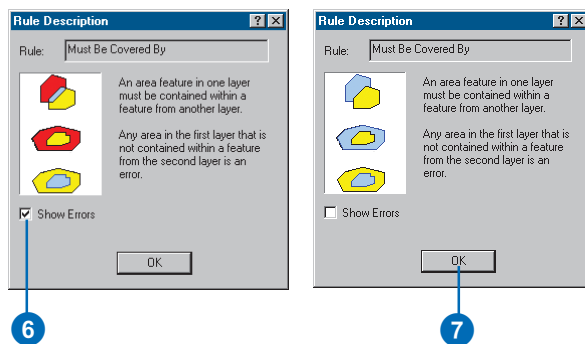 Rule Description
Rule: Must Be Covered By
An area feature in one layer
must be contained within a
feature from another layer.
Any area in the first layer that is
not contained within a feature
from the second layer is an
error.
Show Errors
OK
6
Rule Description
Rule: Must Be Covered By
An area feature in one layer
must be contained within a
feature from another layer.
Any area in the first layer that is
not contained within a feature
from the second layer is an
error.
Show Errors
OK
7